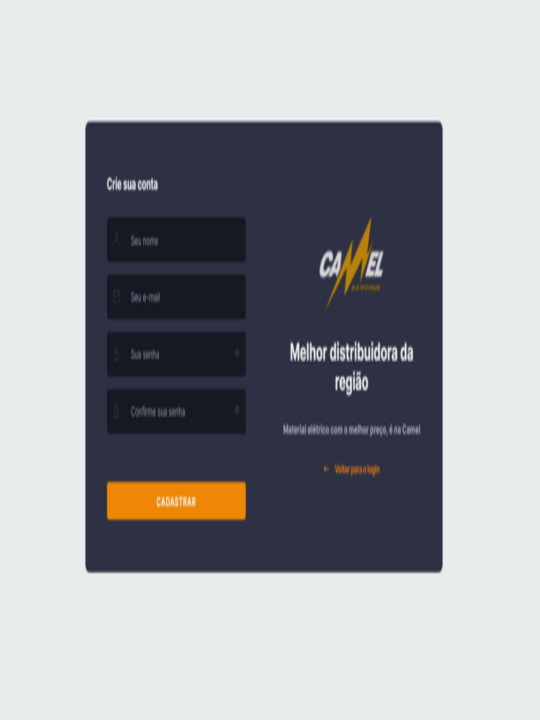 Crie sua conta
Seu nome
Seu e-mail
Sua senha
Confirme sua senha
CADASTRAR
CAMEL
ELETRICIDADE
Melhor distribuidora da
região
Material elétrico com o melhor preço, é na Camel
← Voltar para o login